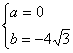 {a = 0
b = −4√3